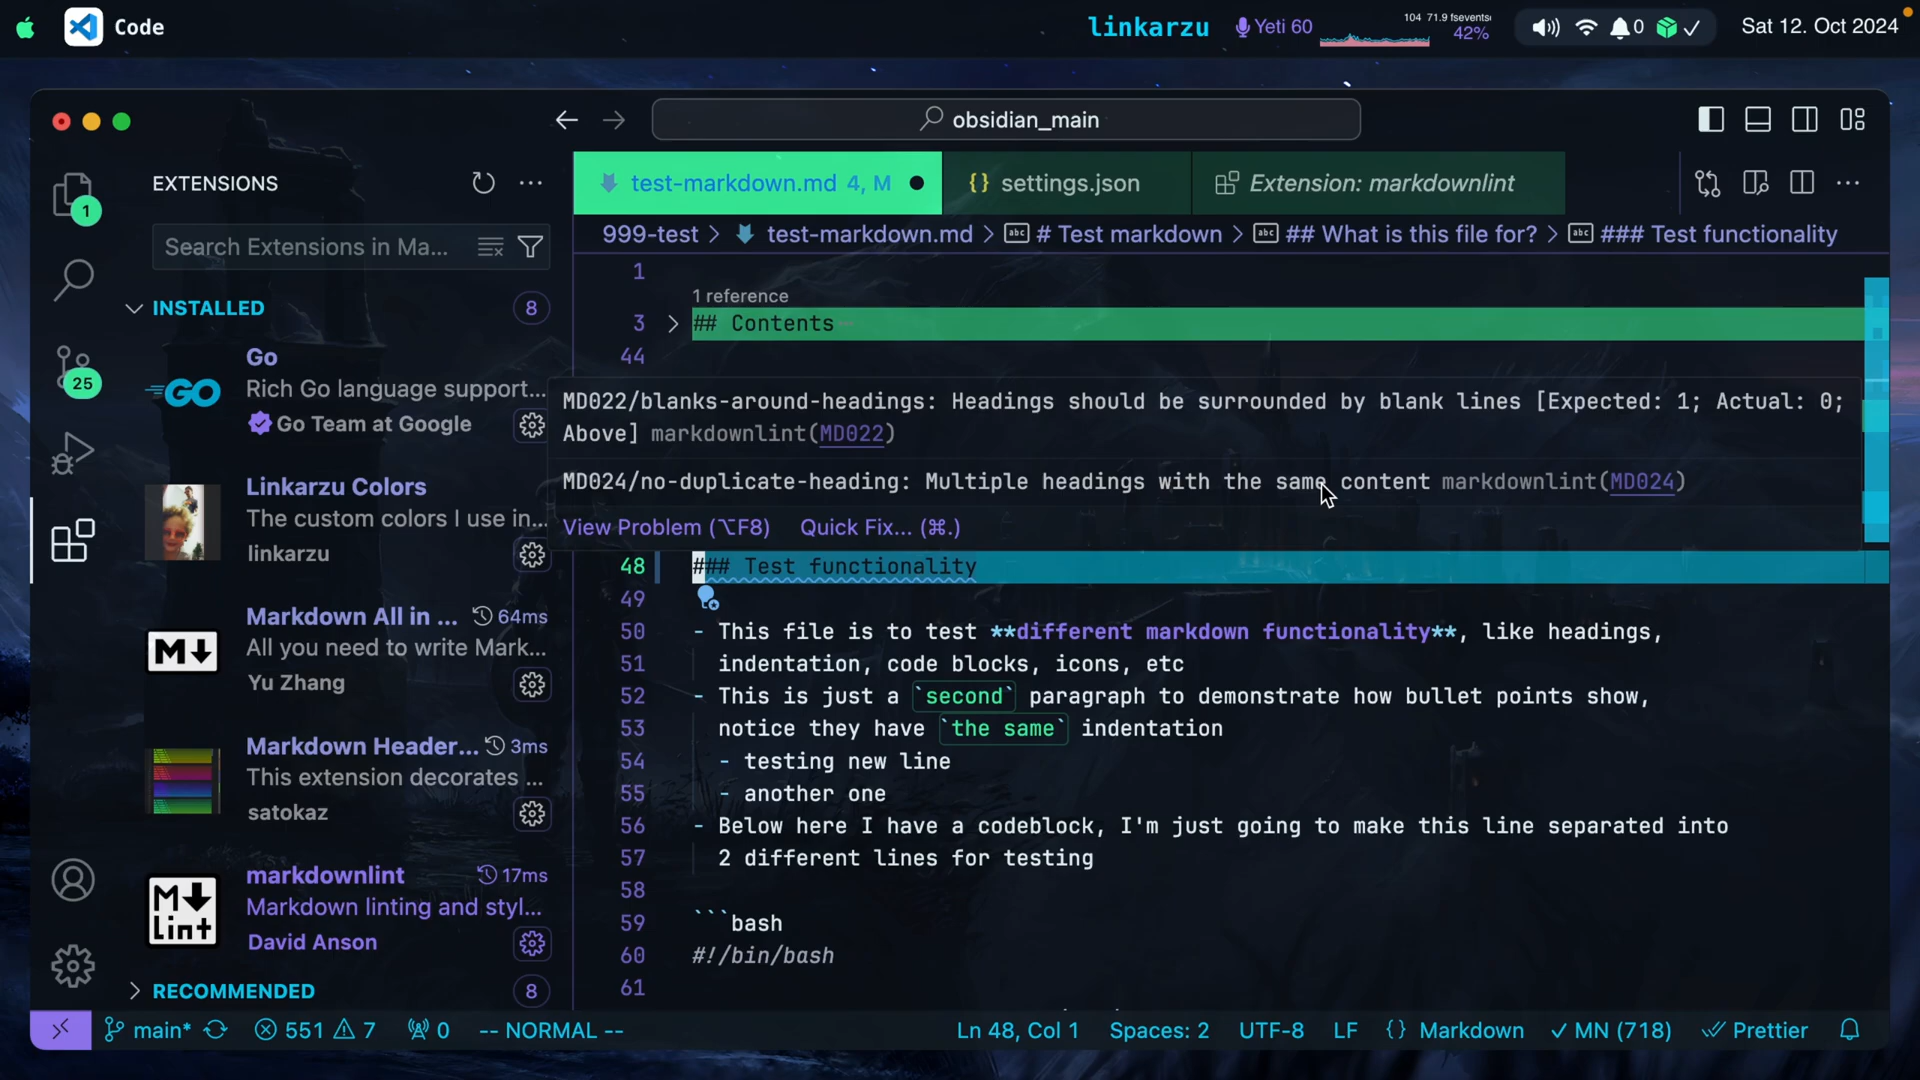 Code
linkarzu
Yeti 60
104 71.9 fsevents
42%
0
Sat 12. Oct 2024
obsidian_main
EXTENSIONS
test-markdown.md 4, M
{} settings.json
Extension: markdownlint
Search Extensions in Ma...
999-test > test-markdown.md > # Test markdown > ## What is this file for? > ### Test functionality
1
25
INSTALLED
8
Go
Rich Go language support...
Go Team at Google
Linkarzu Colors
The custom colors I use in...
linkarzu
Markdown All in ... 64ms
All you need to write Mark...
Yu Zhang
Markdown Header... 3ms
This extension decorates ...
satokaz
markdownlint 17ms
Markdown linting and styl...
David Anson
RECOMMENDED
8
GO
M
M
Lint
1
1 reference
3 ## Contents
44
MD022/blanks-around-headings: Headings should be surrounded by blank lines [Expected: 1; Actual: 0;
Above] markdownlint(MD022)
MD024/no-duplicate-heading: Multiple headings with the same content markdownlint(MD024)
View Problem (⌥F8) Quick Fix... (⌘.)
48 ### Test functionality
49
50 - This file is to test **different markdown functionality**, like headings,
51 indentation, code blocks, icons, etc
52 - This is just a `second` paragraph to demonstrate how bullet points show,
53 notice they have `the same` indentation
54 - testing new line
55 - another one
56 - Below here I have a codeblock, I'm just going to make this line separated into
57 2 different lines for testing
58
59 ```bash
60 #!/bin/bash
61
main* 551 7 0 -- NORMAL -- Ln 48, Col 1 Spaces: 2 UTF-8 LF {} Markdown ✓ MN (718) Prettier